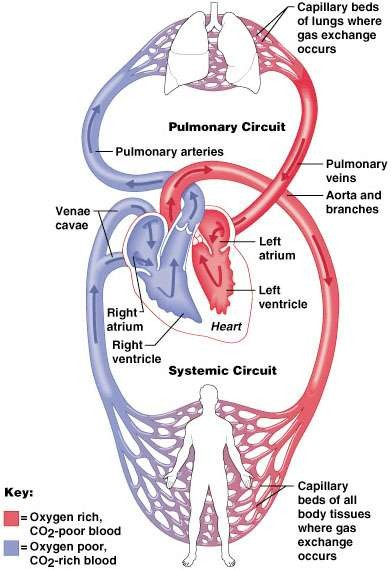 Capillary beds
of lungs where
gas exchange
occurs
Pulmonary Circuit
Pulmonary arteries
Pulmonary
veins
Aorta and
branches
Venae
cavae
Left
atrium
Left
ventricle
Right
atrium
Heart
Right
ventricle
Systemic Circuit
Key:
= Oxygen rich,
CO2-poor blood
= Oxygen poor,
CO2-rich blood
Capillary
beds of all
body tissues
where gas
exchange
occurs